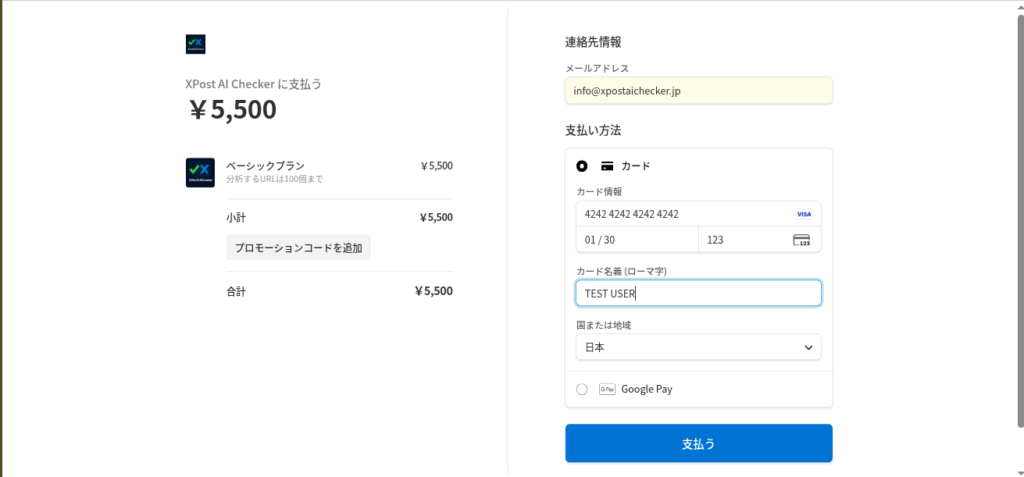 XPost AI Checker に支払う
￥5,500
ベーシックプラン ￥5,500
分析するURLは100個まで
小計 ￥5,500
プロモーションコードを追加
合計 ￥5,500
連絡先情報
メールアドレス
info@xpostaichecker.jp
支払い方法
カード
カード情報
4242 4242 4242 4242 VISA
01 / 30 123 123
カード名義 (ローマ字)
TEST USER
国または地域
日本
G Pay Google Pay
支払う